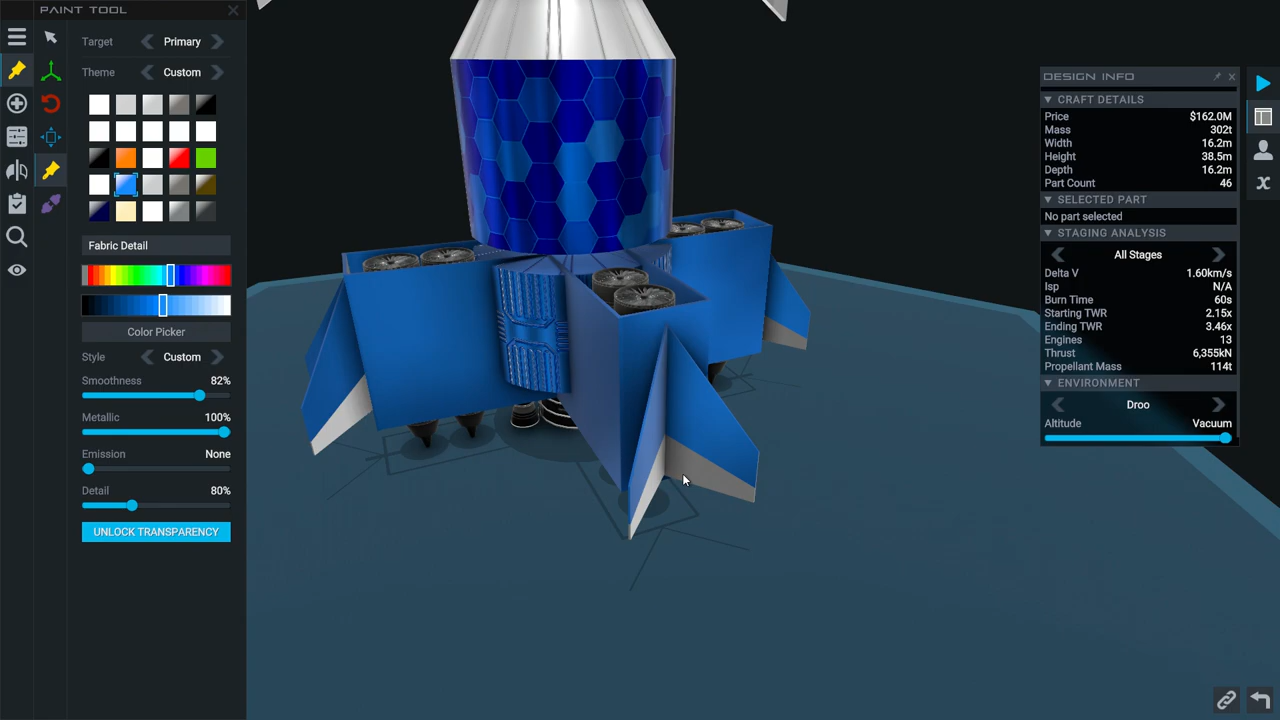 PAINT TOOL
Target Primary
Theme Custom
Fabric Detail
Color Picker
Style Custom
Smoothness 82%
Metallic 100%
Emission None
Detail 80%
UNLOCK TRANSPARENCY
DESIGN INFO
CRAFT DETAILS
Price $162.0M
Mass 302t
Width 16.2m
Height 38.5m
Depth 16.2m
Part Count 46
SELECTED PART
No part selected
STAGING ANALYSIS
All Stages
Delta V 1.60km/s
Isp N/A
Burn Time 60s
Starting TWR 2.15x
Ending TWR 3.46x
Engines 13
Thrust 6,355kN
Propellant Mass 114t
ENVIRONMENT
Droo
Altitude Vacuum